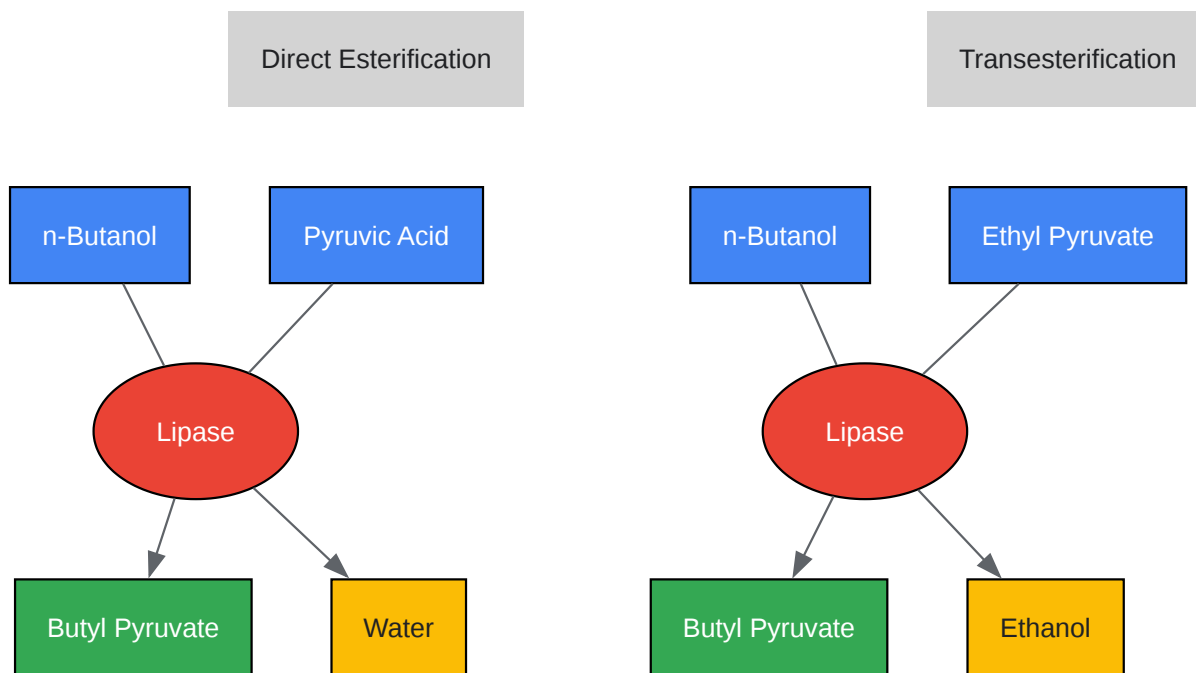 Direct Esterification
Transesterification
n-Butanol
Pyruvic Acid
n-Butanol
Ethyl Pyruvate
Lipase
Lipase
Butyl Pyruvate
Water
Butyl Pyruvate
Ethanol